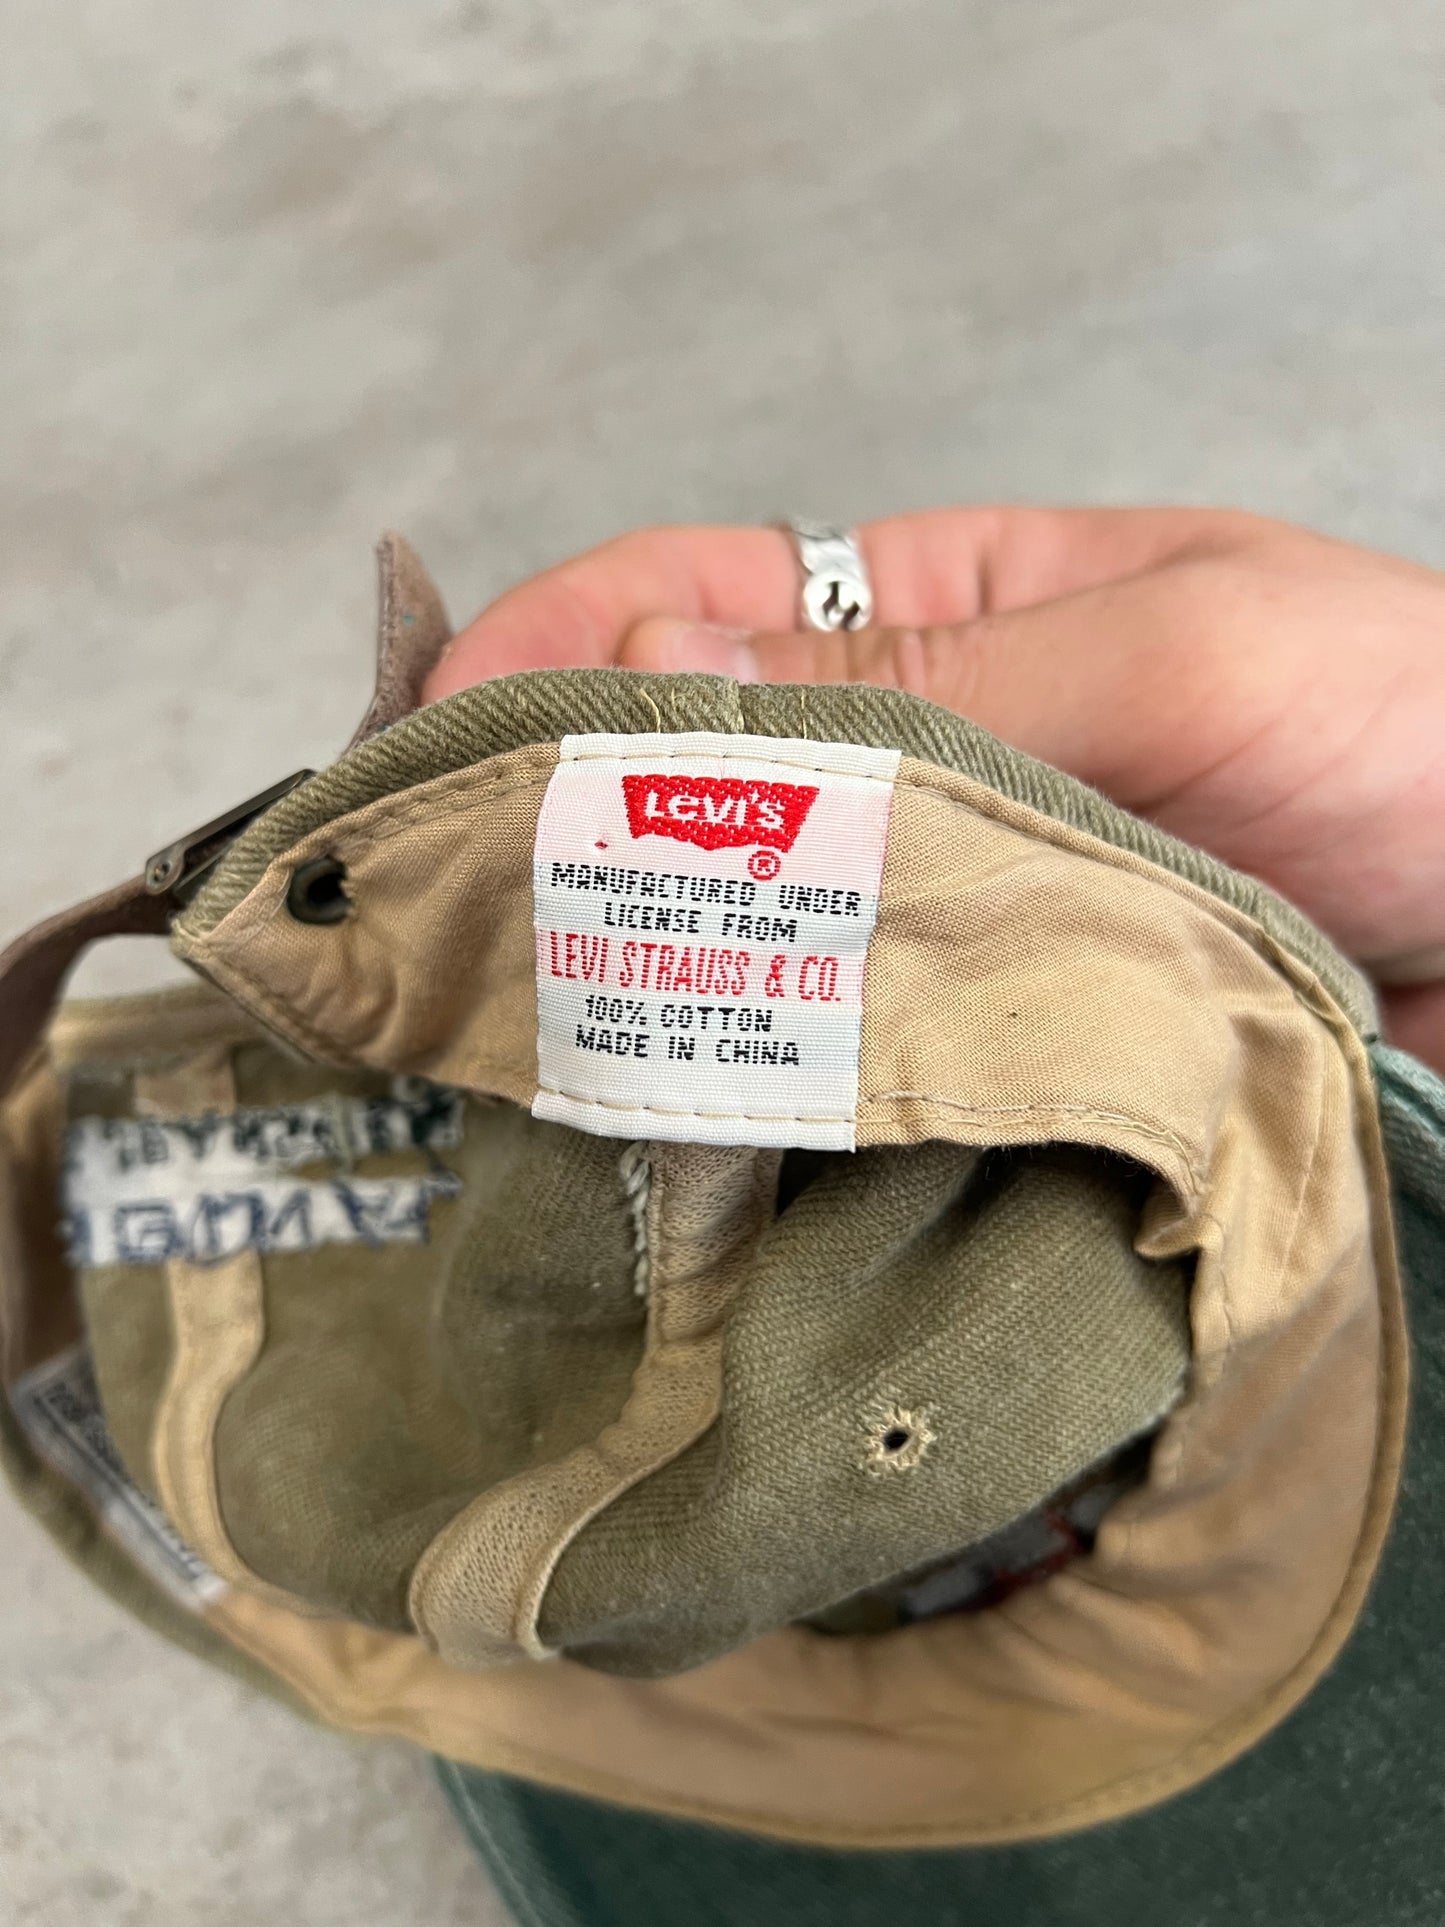 Levi's
®
MANUFACTURED UNDER
LICENSE FROM
LEVI STRAUSS & CO.
100% COTTON
MADE IN CHINA